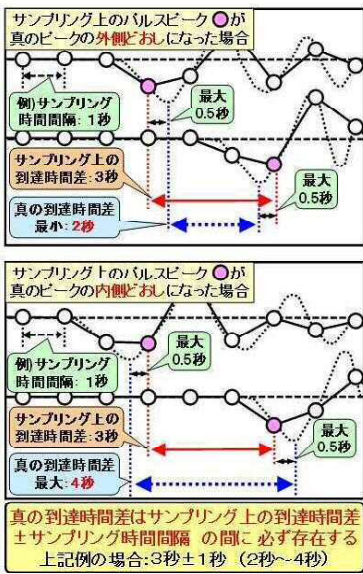 サンプリング上のパルスピーク が
真のピークの外側どおしになった場合
例)サンプリング
時間間隔:1秒
最大
0.5秒
サンプリング上の
到達時間差:3秒
真の到達時間差
最小:2秒
最大
0.5秒
サンプリング上のパルスピーク が
真のピークの内側どおしになった場合
例)サンプリング
時間間隔:1秒
最大
0.5秒
サンプリング上の
到達時間差:3秒
真の到達時間差
最大:4秒
最大
0.5秒
真の到達時間差はサンプリング上の到達時間差
±サンプリング時間間隔 の間に必ず存在する
上記例の場合:3秒±1秒 (2秒~4秒)